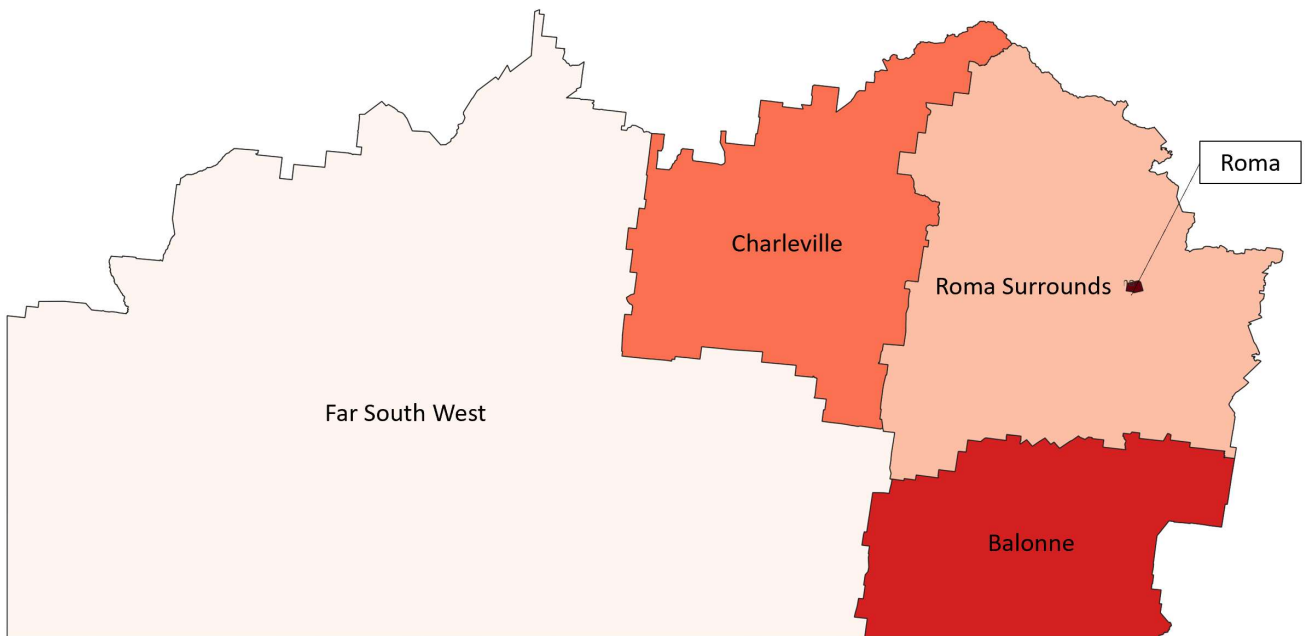 Roma
Charleville
Roma Surrounds
Far South West
Balonne